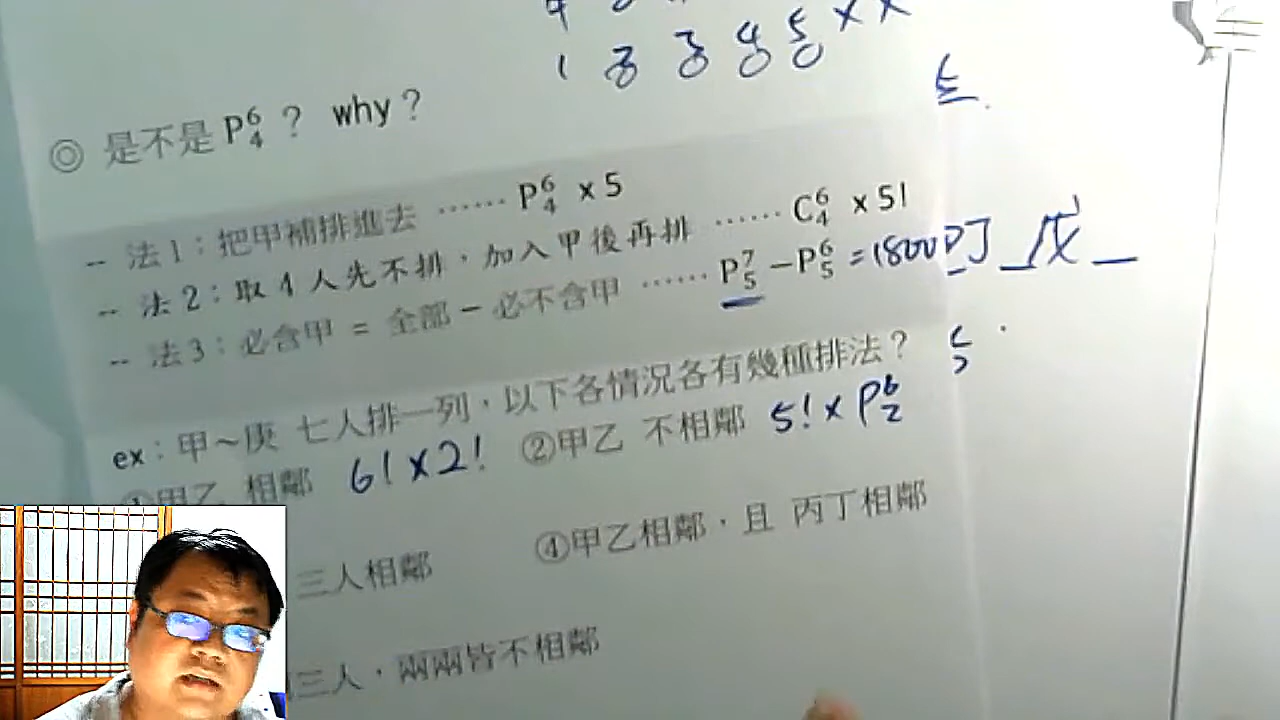 1 2 3 4 5 x x
◎ 是不是 P⁶₄ ? why ?
-- 法1：把甲補排進去 …… P⁶₄ x 5
-- 法2：取4人先不排，加入甲後再排 …… C⁶₄ x 5!
-- 法3：必含甲 = 全部 - 必不含甲 …… P⁷₅ - P⁶₅ = 1800
丁 _ 戊 _
ex：甲～庚 七人排一列，以下各情況各有幾種排法？
①甲乙 相鄰 6! x 2! ②甲乙 不相鄰 5! x P⁶₂
三人相鄰 ④甲乙相鄰，且 丙丁相鄰
三人，兩兩皆不相鄰